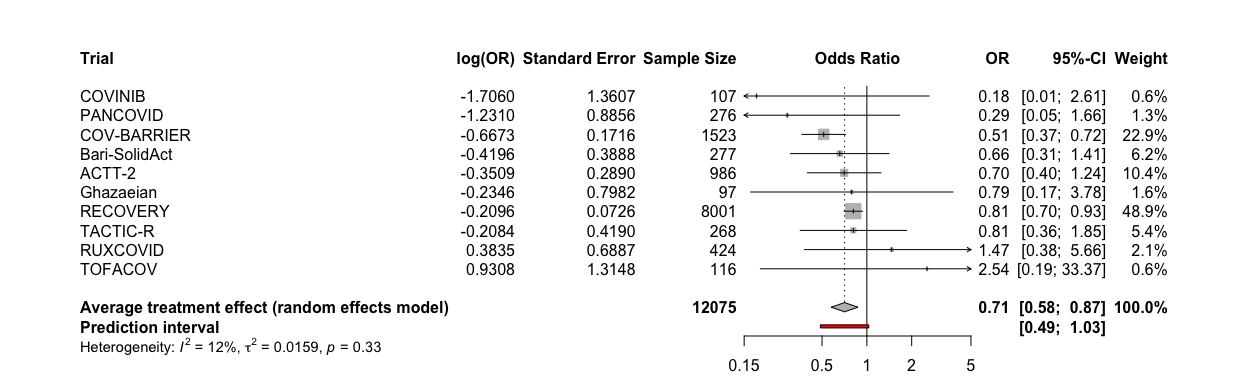 Trial log(OR) Standard Error Sample Size Odds Ratio OR 95%-CI Weight
COVINIB -1.7060 1.3607 107 0.18 [0.01; 2.61] 0.6%
PANCOVID -1.2310 0.8856 276 0.29 [0.05; 1.66] 1.3%
COV-BARRIER -0.6673 0.1716 1523 0.51 [0.37; 0.72] 22.9%
Bari-SolidAct -0.4196 0.3888 277 0.66 [0.31; 1.41] 6.2%
ACTT-2 -0.3509 0.2890 986 0.70 [0.40; 1.24] 10.4%
Ghazaeian -0.2346 0.7982 97 0.79 [0.17; 3.78] 1.6%
RECOVERY -0.2096 0.0726 8001 0.81 [0.70; 0.93] 48.9%
TACTIC-R -0.2084 0.4190 268 0.81 [0.36; 1.85] 5.4%
RUXCOVID 0.3835 0.6887 424 1.47 [0.38; 5.66] 2.1%
TOFACOV 0.9308 1.3148 116 2.54 [0.19; 33.37] 0.6%
Average treatment effect (random effects model) 12075 0.71 [0.58; 0.87] 100.0%
Prediction interval [0.49; 1.03]
Heterogeneity: I² = 12%, τ² = 0.0159, p = 0.33
0.15 0.5 1 2 5